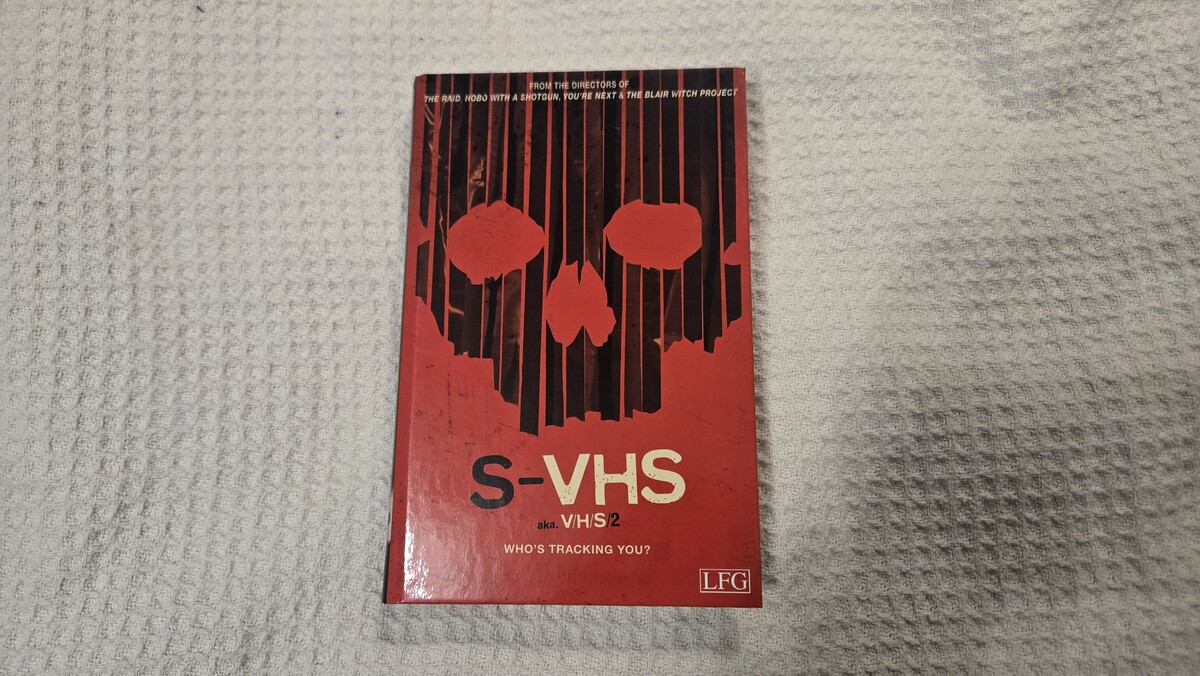 FROM THE DIRECTORS OF
THE RAID, HOBO WITH A SHOTGUN, YOU'RE NEXT & THE BLAIR WITCH PROJECT
S-VHS
aka. V/H/S/2
WHO'S TRACKING YOU?
LFG